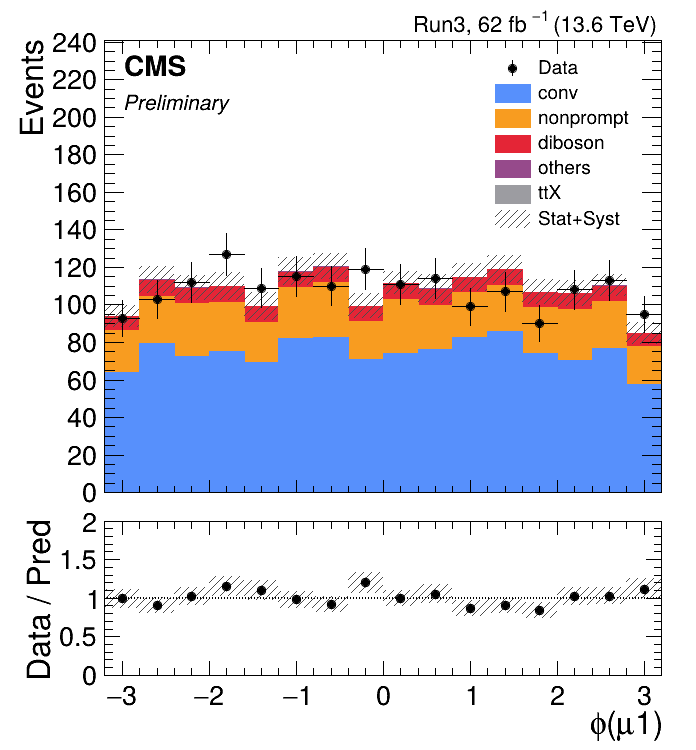 Run3, 62 fb⁻¹ (13.6 TeV)
CMS
Preliminary
Data
conv
nonprompt
diboson
others
ttX
Stat+Syst
Events
240
220
200
180
160
140
120
100
80
60
40
20
0
Data / Pred
2
1.5
1
0.5
0
−3 −2 −1 0 1 2 3
ϕ(μ1)